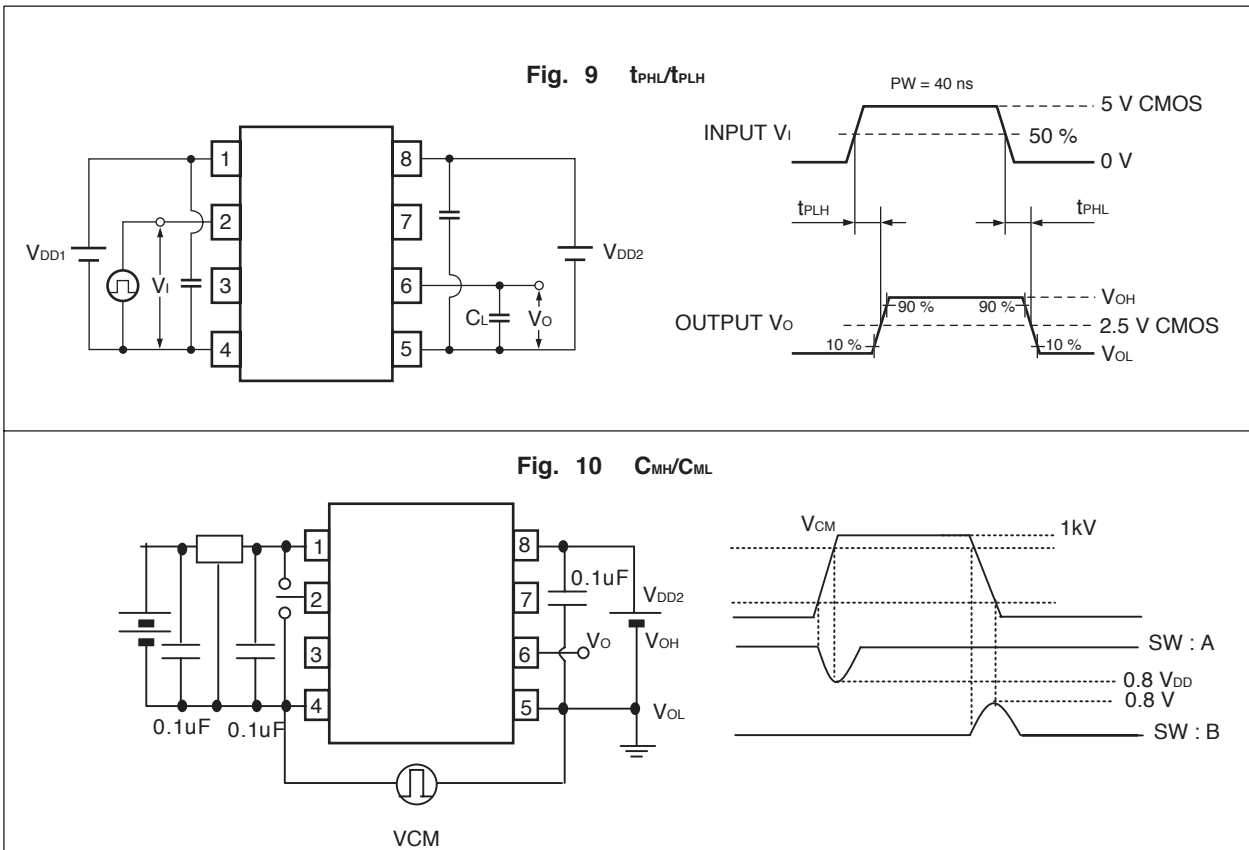 Fig. 9 tPHL/tPLH
PW = 40 ns
5 V CMOS
INPUT VI
50 %
0 V
tPLH
tPHL
VOH
90 %
90 %
OUTPUT VO
2.5 V CMOS
10 %
10 %
VOL
1
2
3
4
8
7
6
5
VDD1
VI
VDD2
CL
VO
Fig. 10 CMH/CML
1
2
3
4
8
7
6
5
0.1uF
0.1uF
0.1uF
VDD2
VO
VOH
VOL
VCM
VCM
1kV
SW : A
0.8 VDD
0.8 V
SW : B